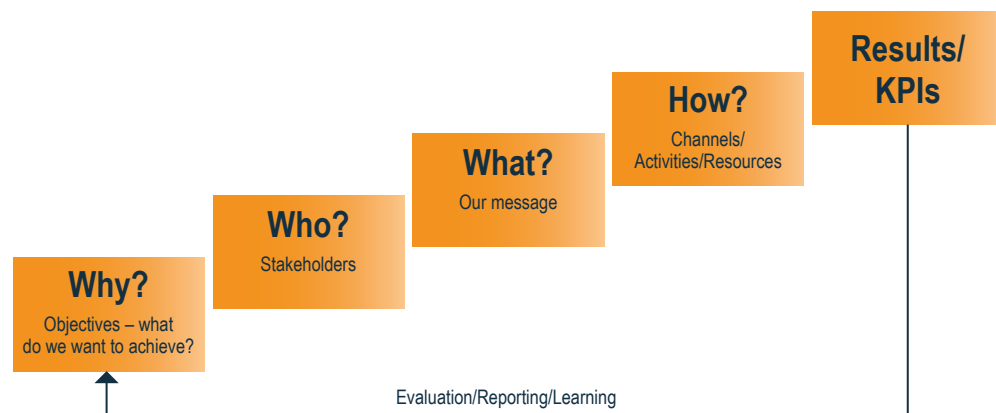 Why?
Objectives – what
do we want to achieve?
Who?
Stakeholders
What?
Our message
How?
Channels/
Activities/Resources
Results/
KPIs
Evaluation/Reporting/Learning